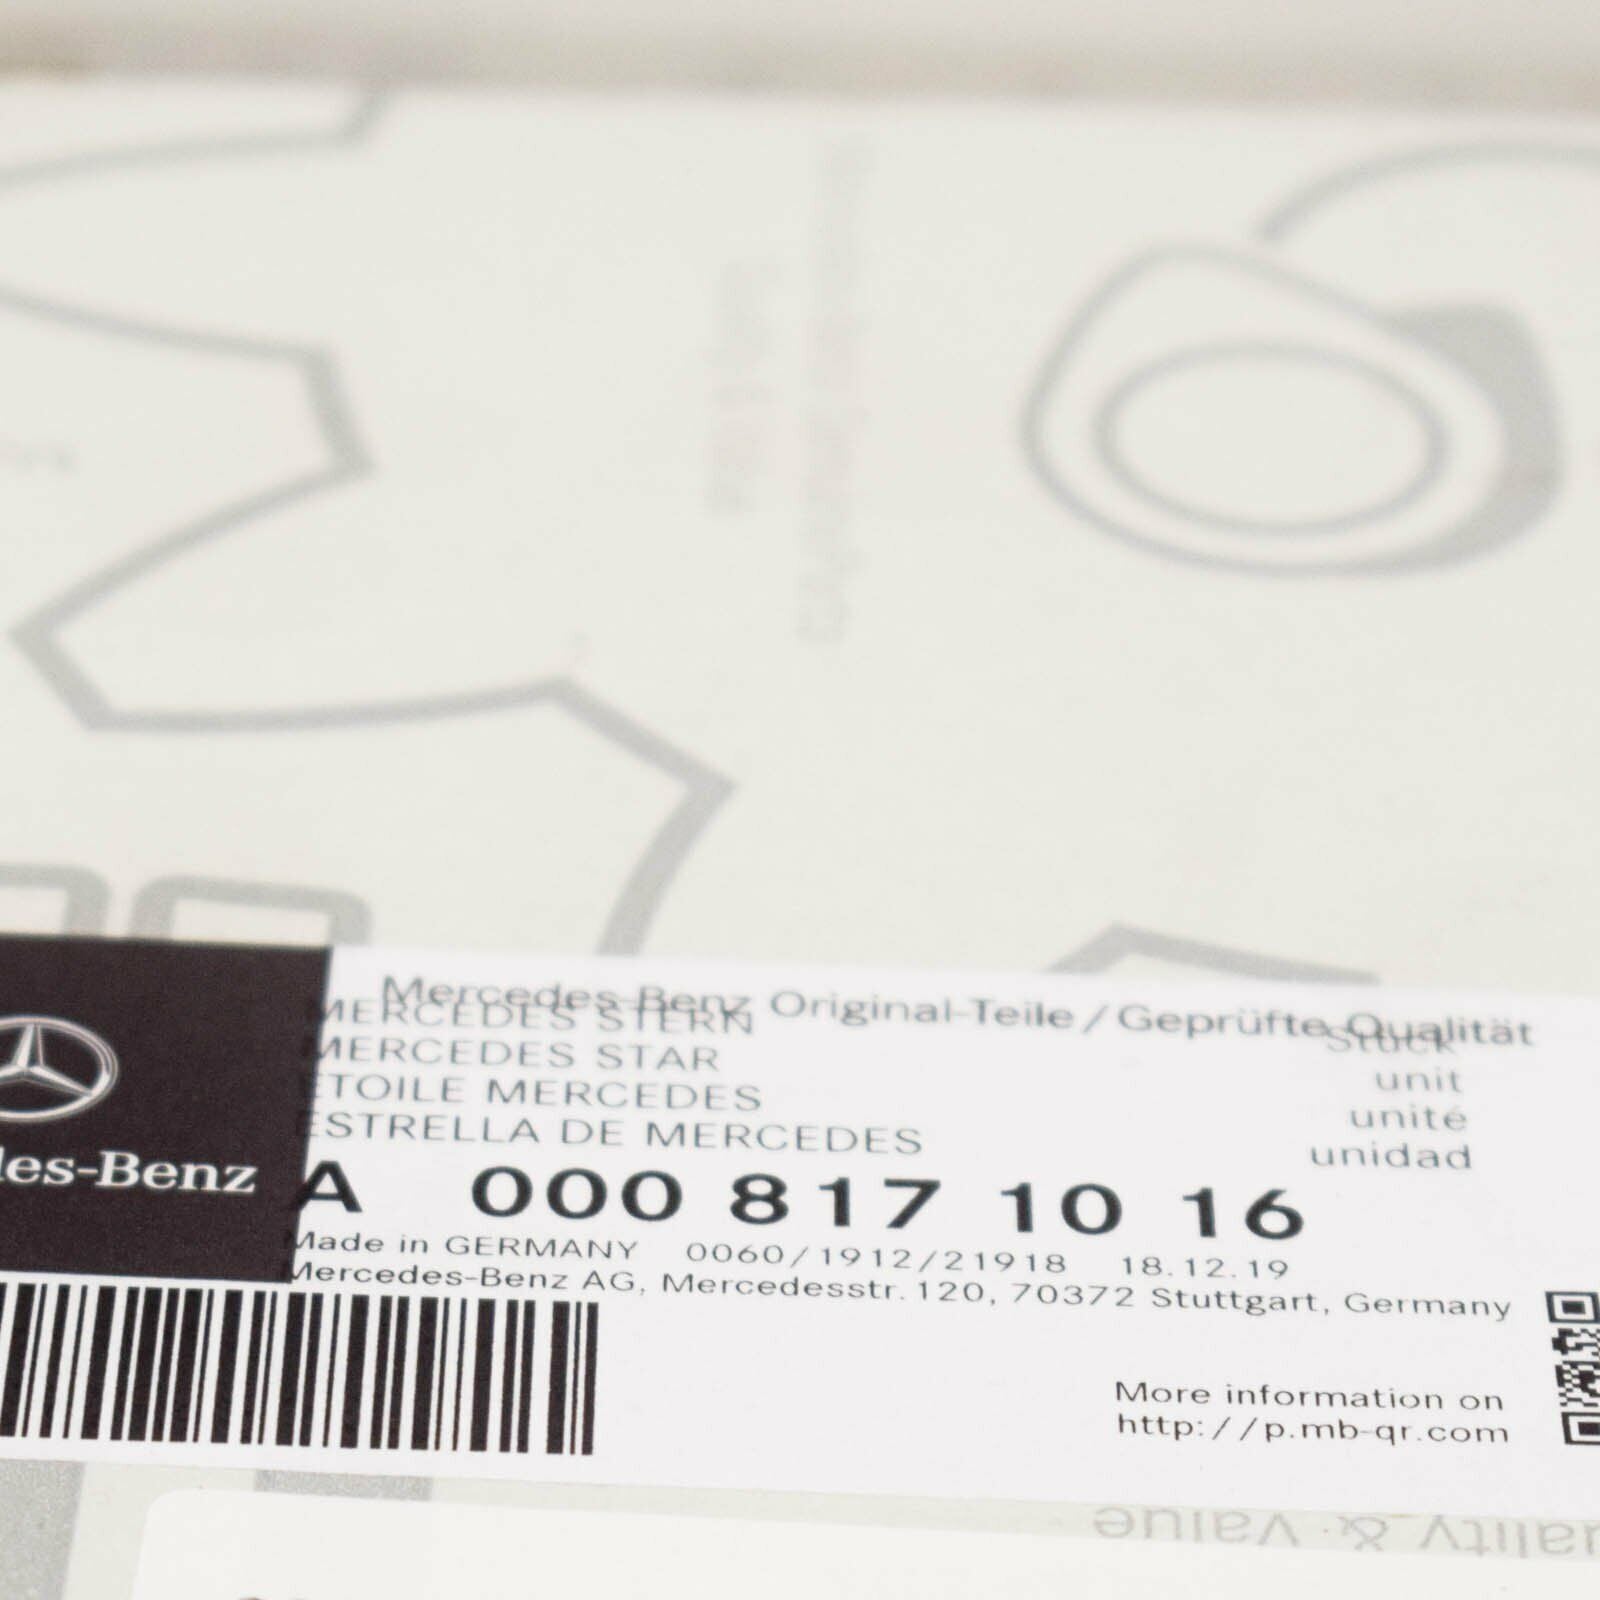 Mercedes-Benz Original-Teile / Geprüfte Qualität
MERCEDES STERN
Stück
MERCEDES STAR
unit
ETOILE MERCEDES
unité
ESTRELLA DE MERCEDES
unidad
des-Benz
A 000 817 10 16
Made in GERMANY 0060/1912/21918 18.12.19
Mercedes-Benz AG, Mercedesstr. 120, 70372 Stuttgart, Germany
More information on
http://p.mb-qr.com
uality & value